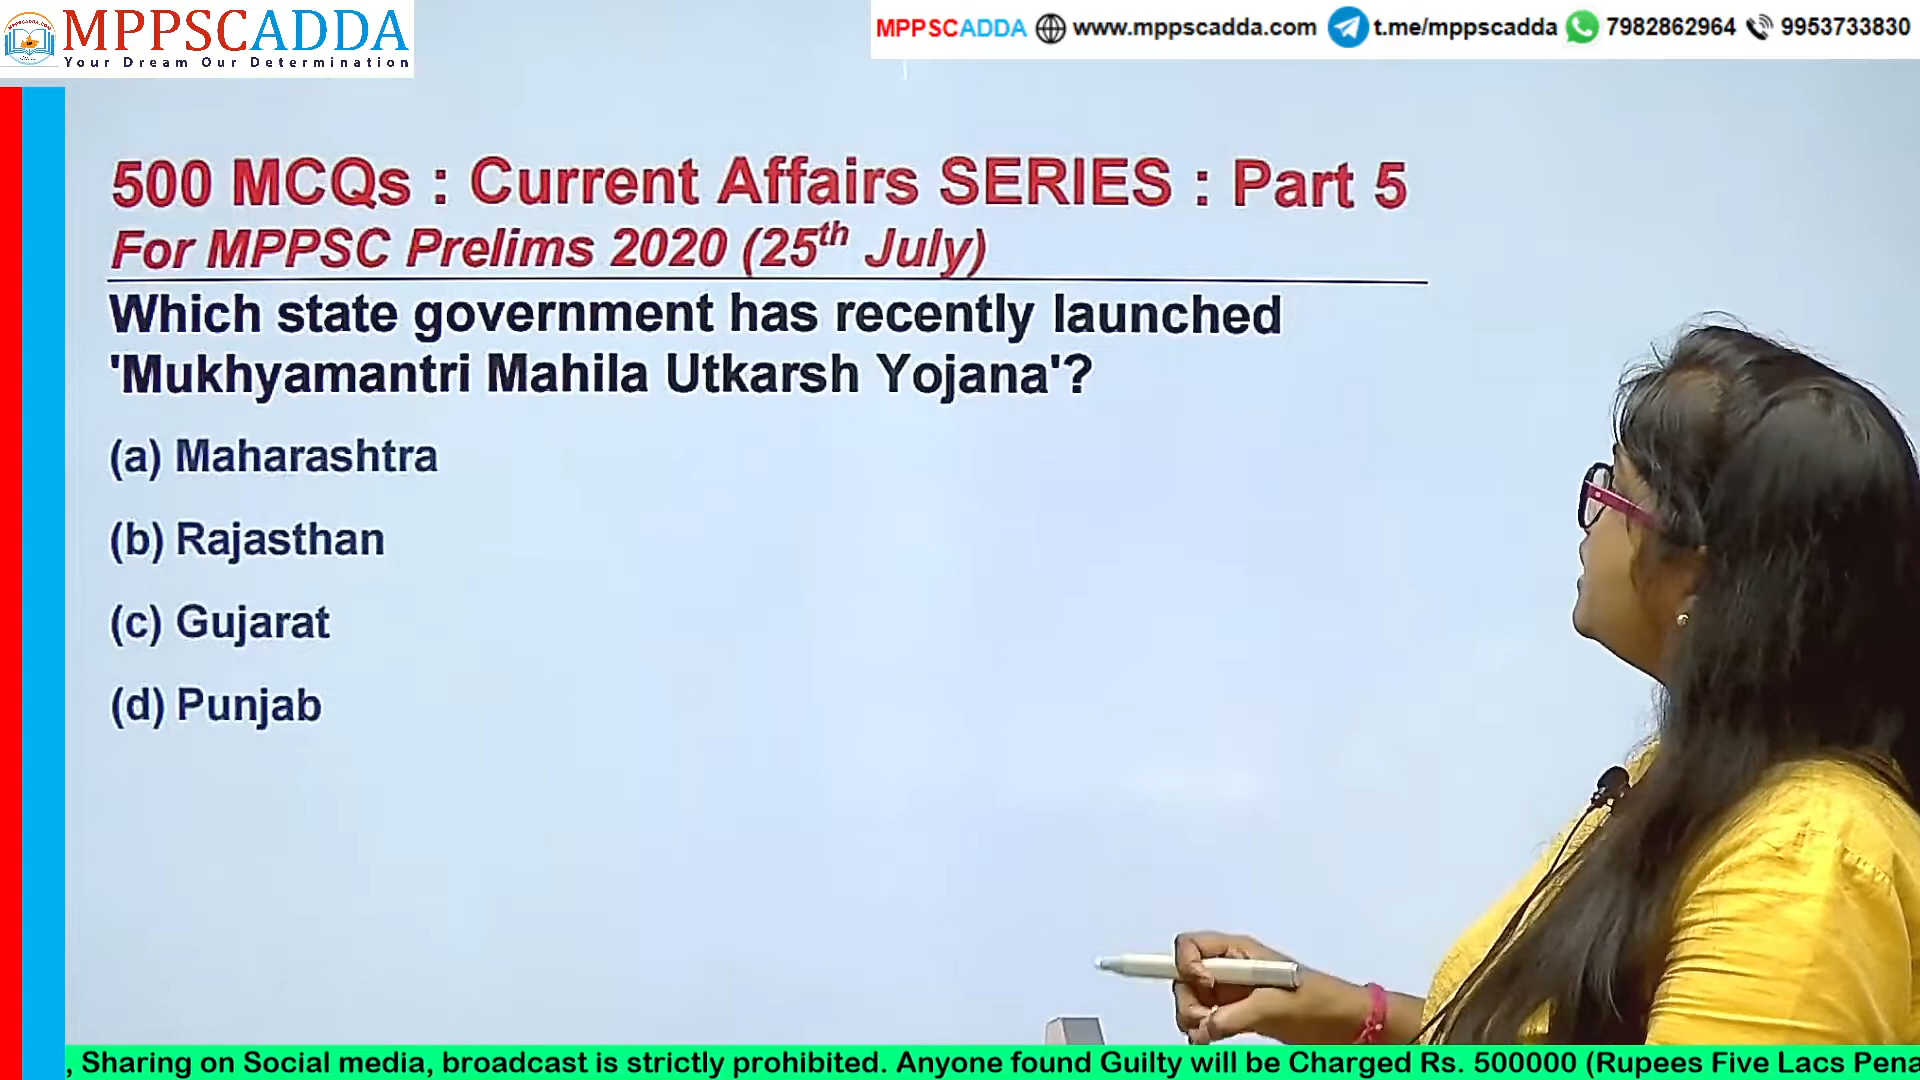 MPPSCADDA
Your Dream Our Determination
MPPSCADDA www.mppscadda.com t.me/mppscadda 7982862964 9953733830
500 MCQs : Current Affairs SERIES : Part 5
For MPPSC Prelims 2020 (25th July)
Which state government has recently launched
'Mukhyamantri Mahila Utkarsh Yojana'?
(a) Maharashtra
(b) Rajasthan
(c) Gujarat
(d) Punjab
, Sharing on Social media, broadcast is strictly prohibited. Anyone found Guilty will be Charged Rs. 500000 (Rupees Five Lacs Pena